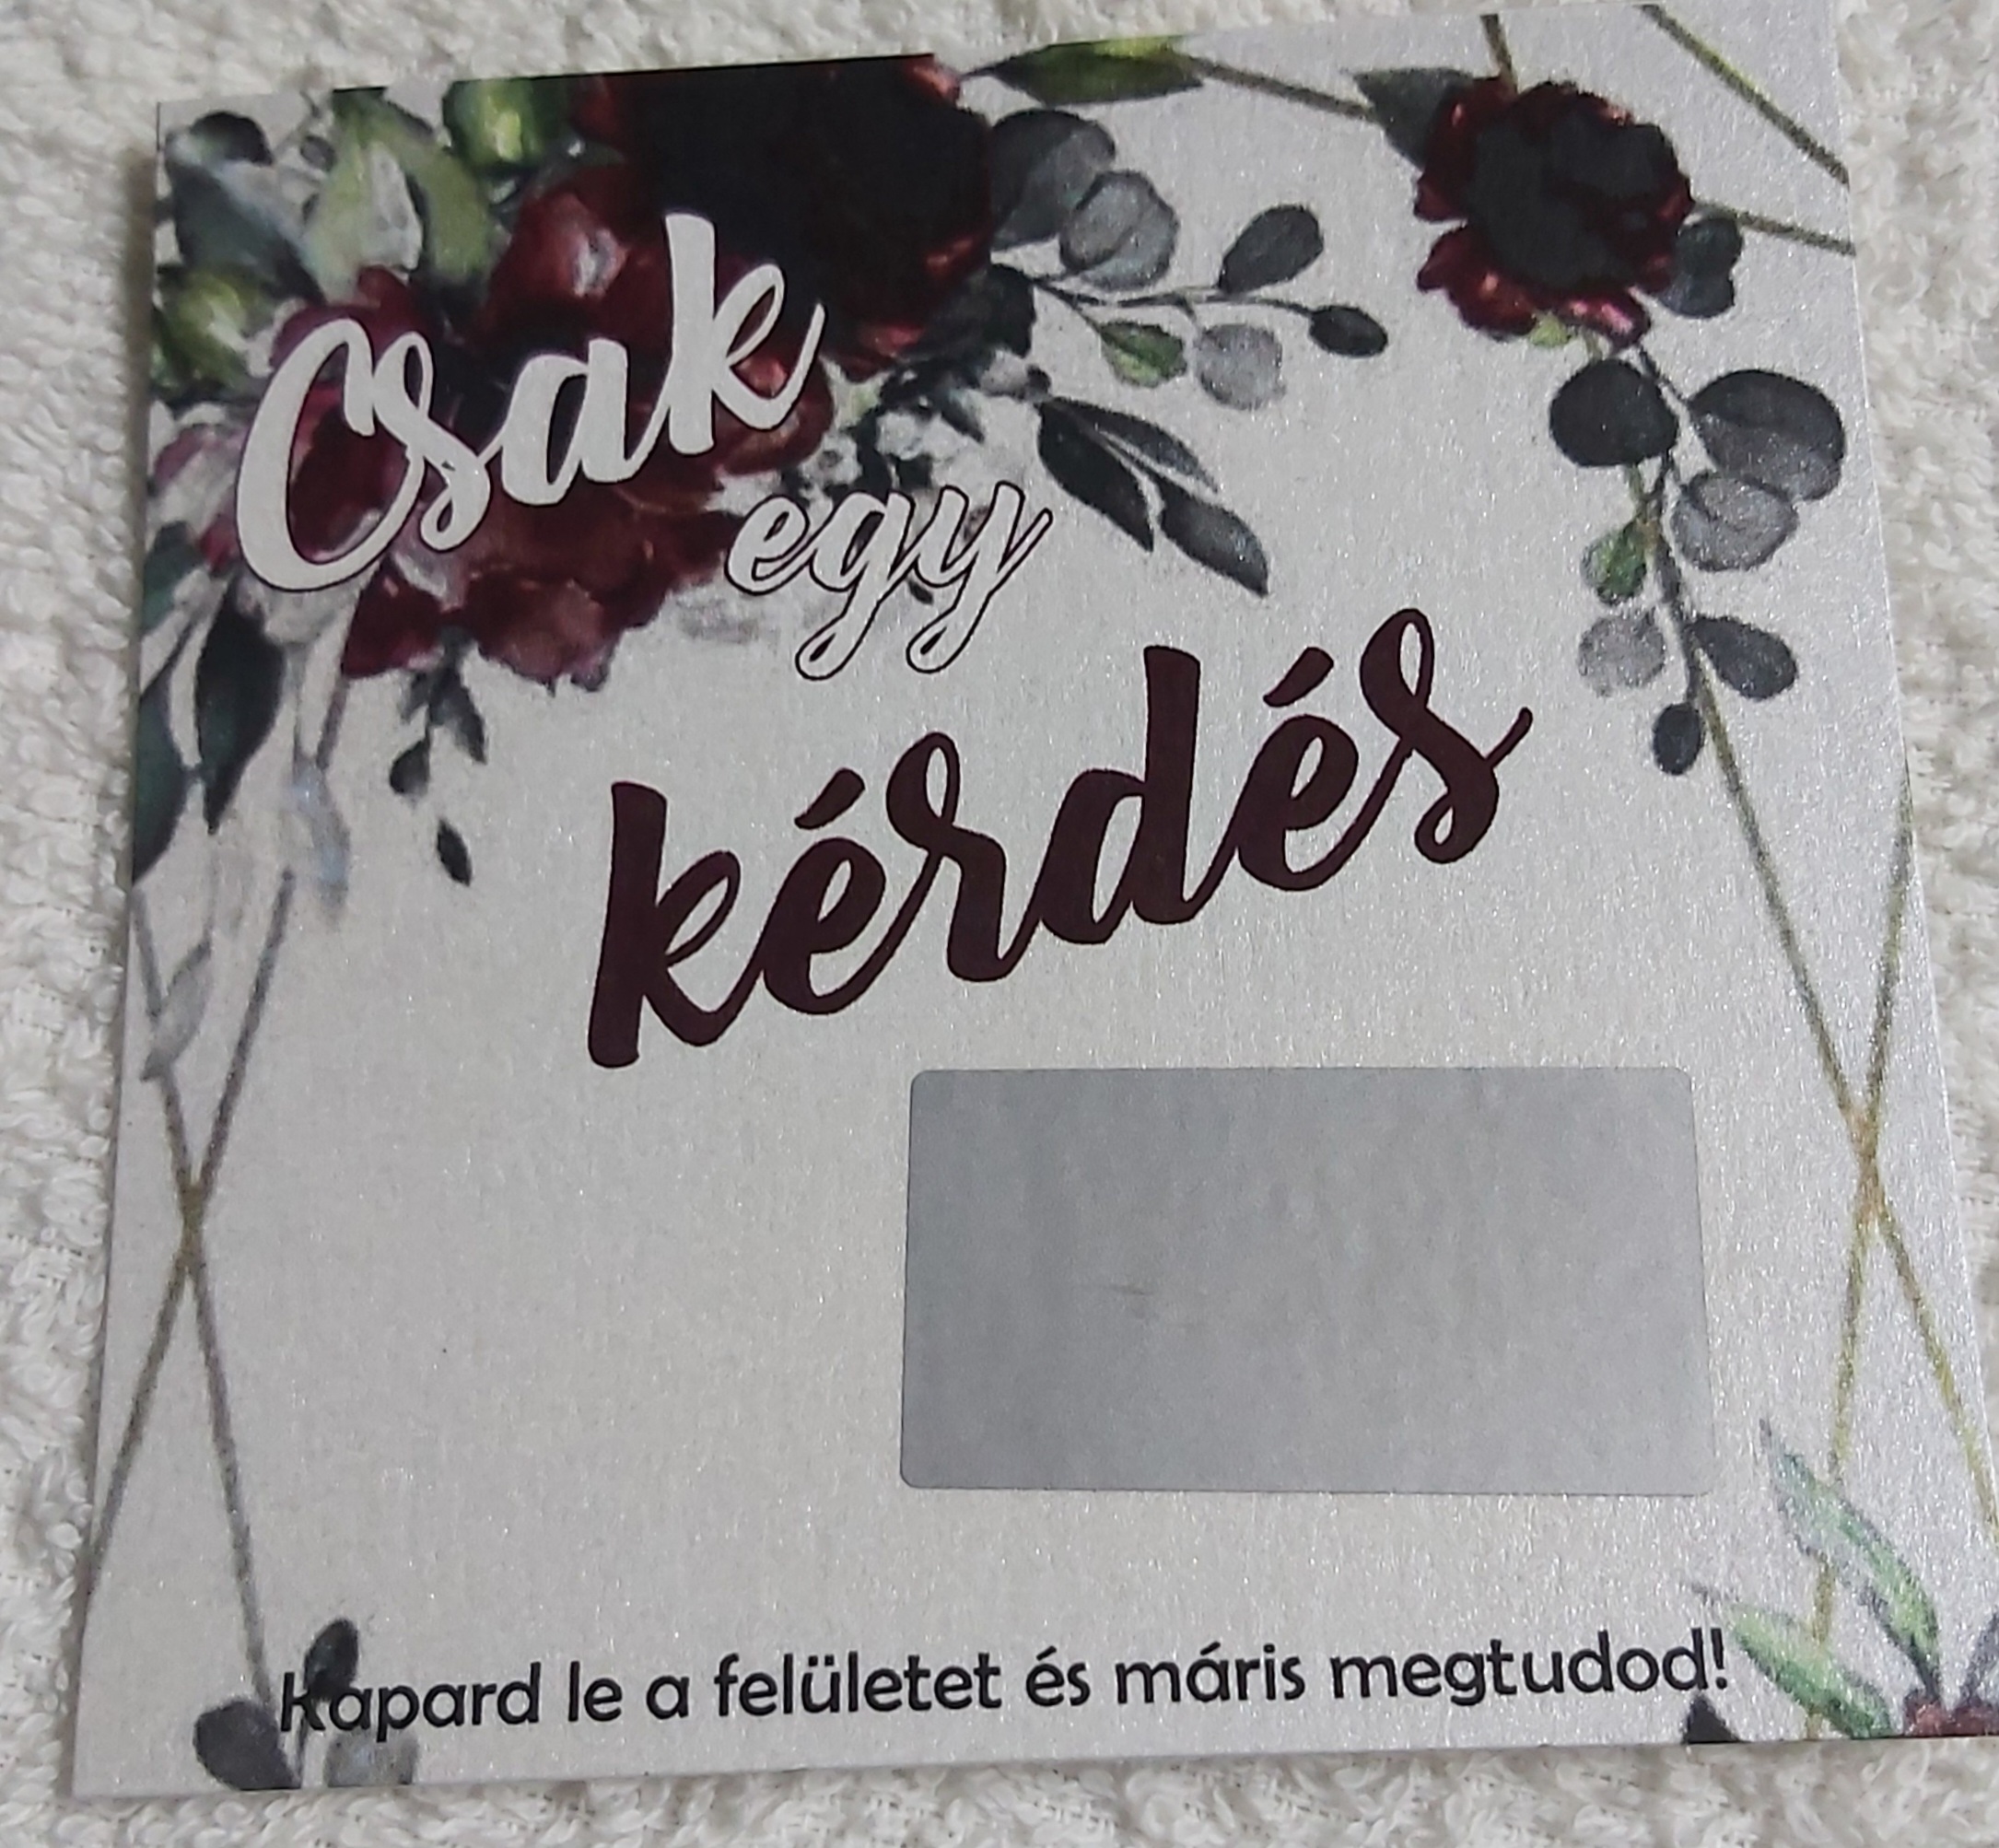 Csak
egy
kérdés
Kapard le a felületet és máris megtudod!